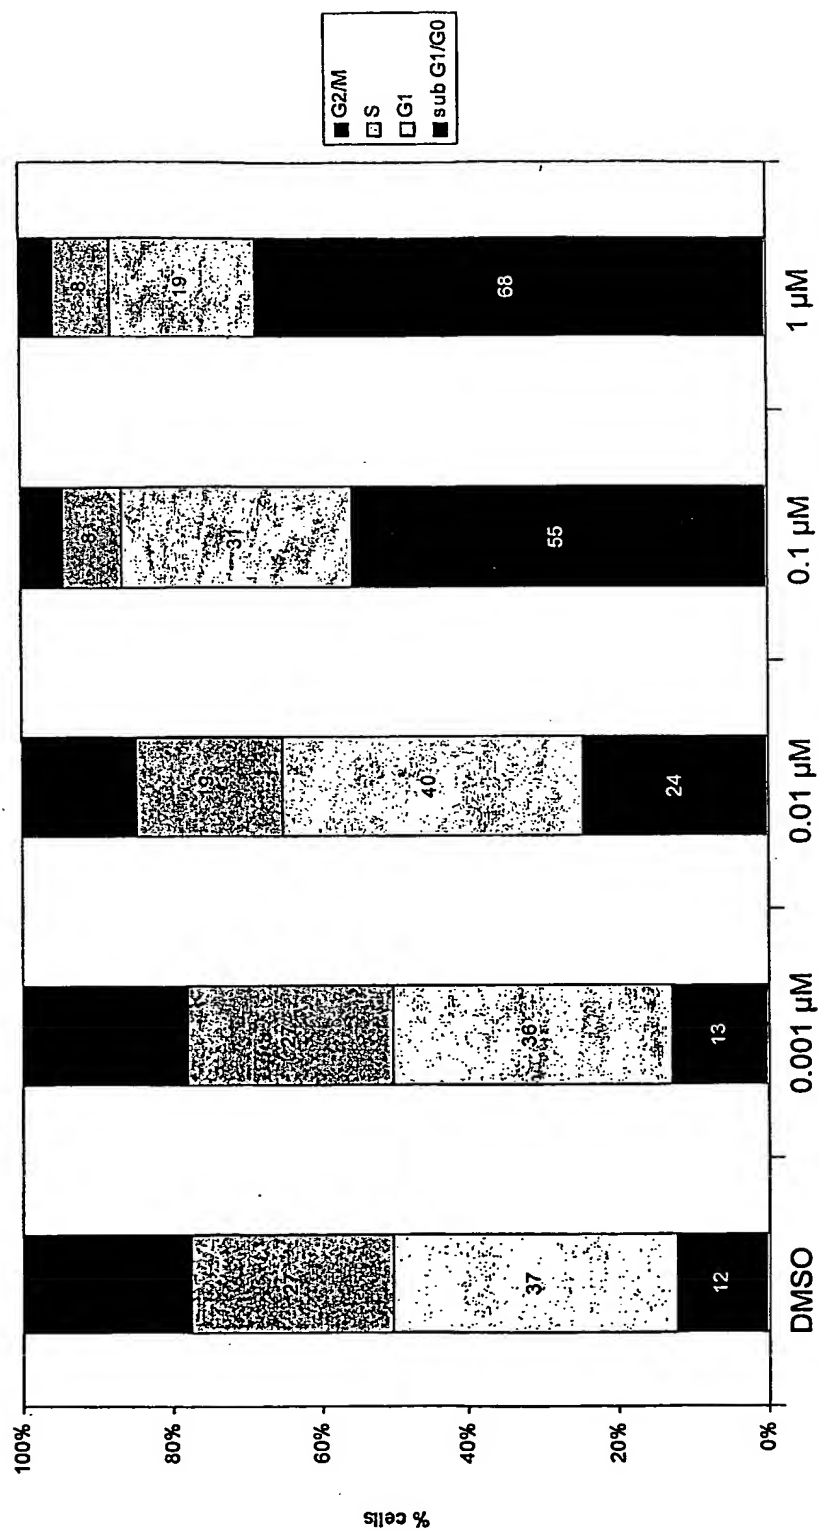 % cells
100%
80%
60%
40%
20%
0%
27
37
12
27
36
13
19
40
24
8
31
55
8
19
68
DMSO
0.001 µM
0.01 µM
0.1 µM
1 µM
G2/M
S
G1
sub G1/G0